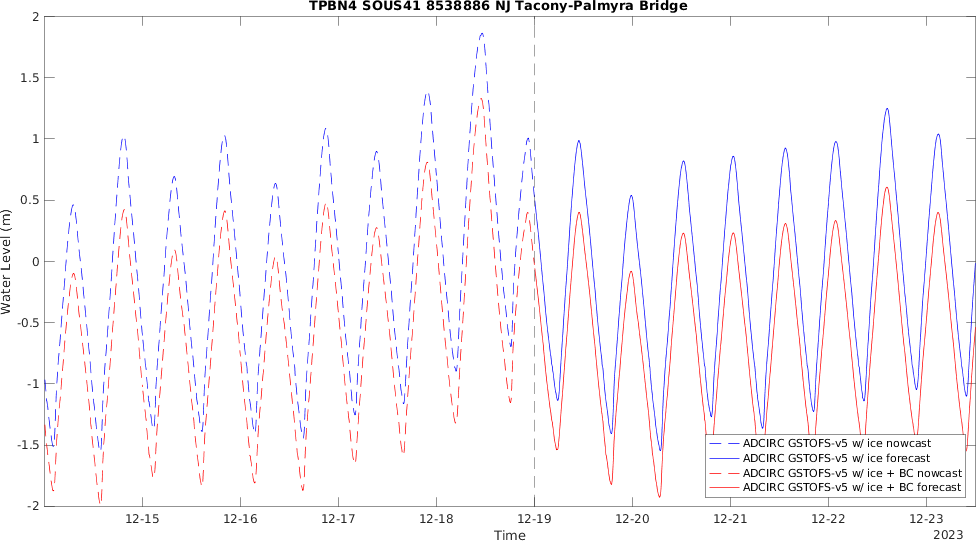 TPBN4 SOUS41 8538886 NJ Tacony-Palmyra Bridge
2
1.5
1
0.5
0
-0.5
-1
-1.5
-2
Water Level (m)
ADCIRC GSTOFS-v5 w/ ice nowcast
ADCIRC GSTOFS-v5 w/ ice forecast
ADCIRC GSTOFS-v5 w/ ice + BC nowcast
ADCIRC GSTOFS-v5 w/ ice + BC forecast
12-15 12-16 12-17 12-18 12-19 12-20 12-21 12-22 12-23
Time
2023